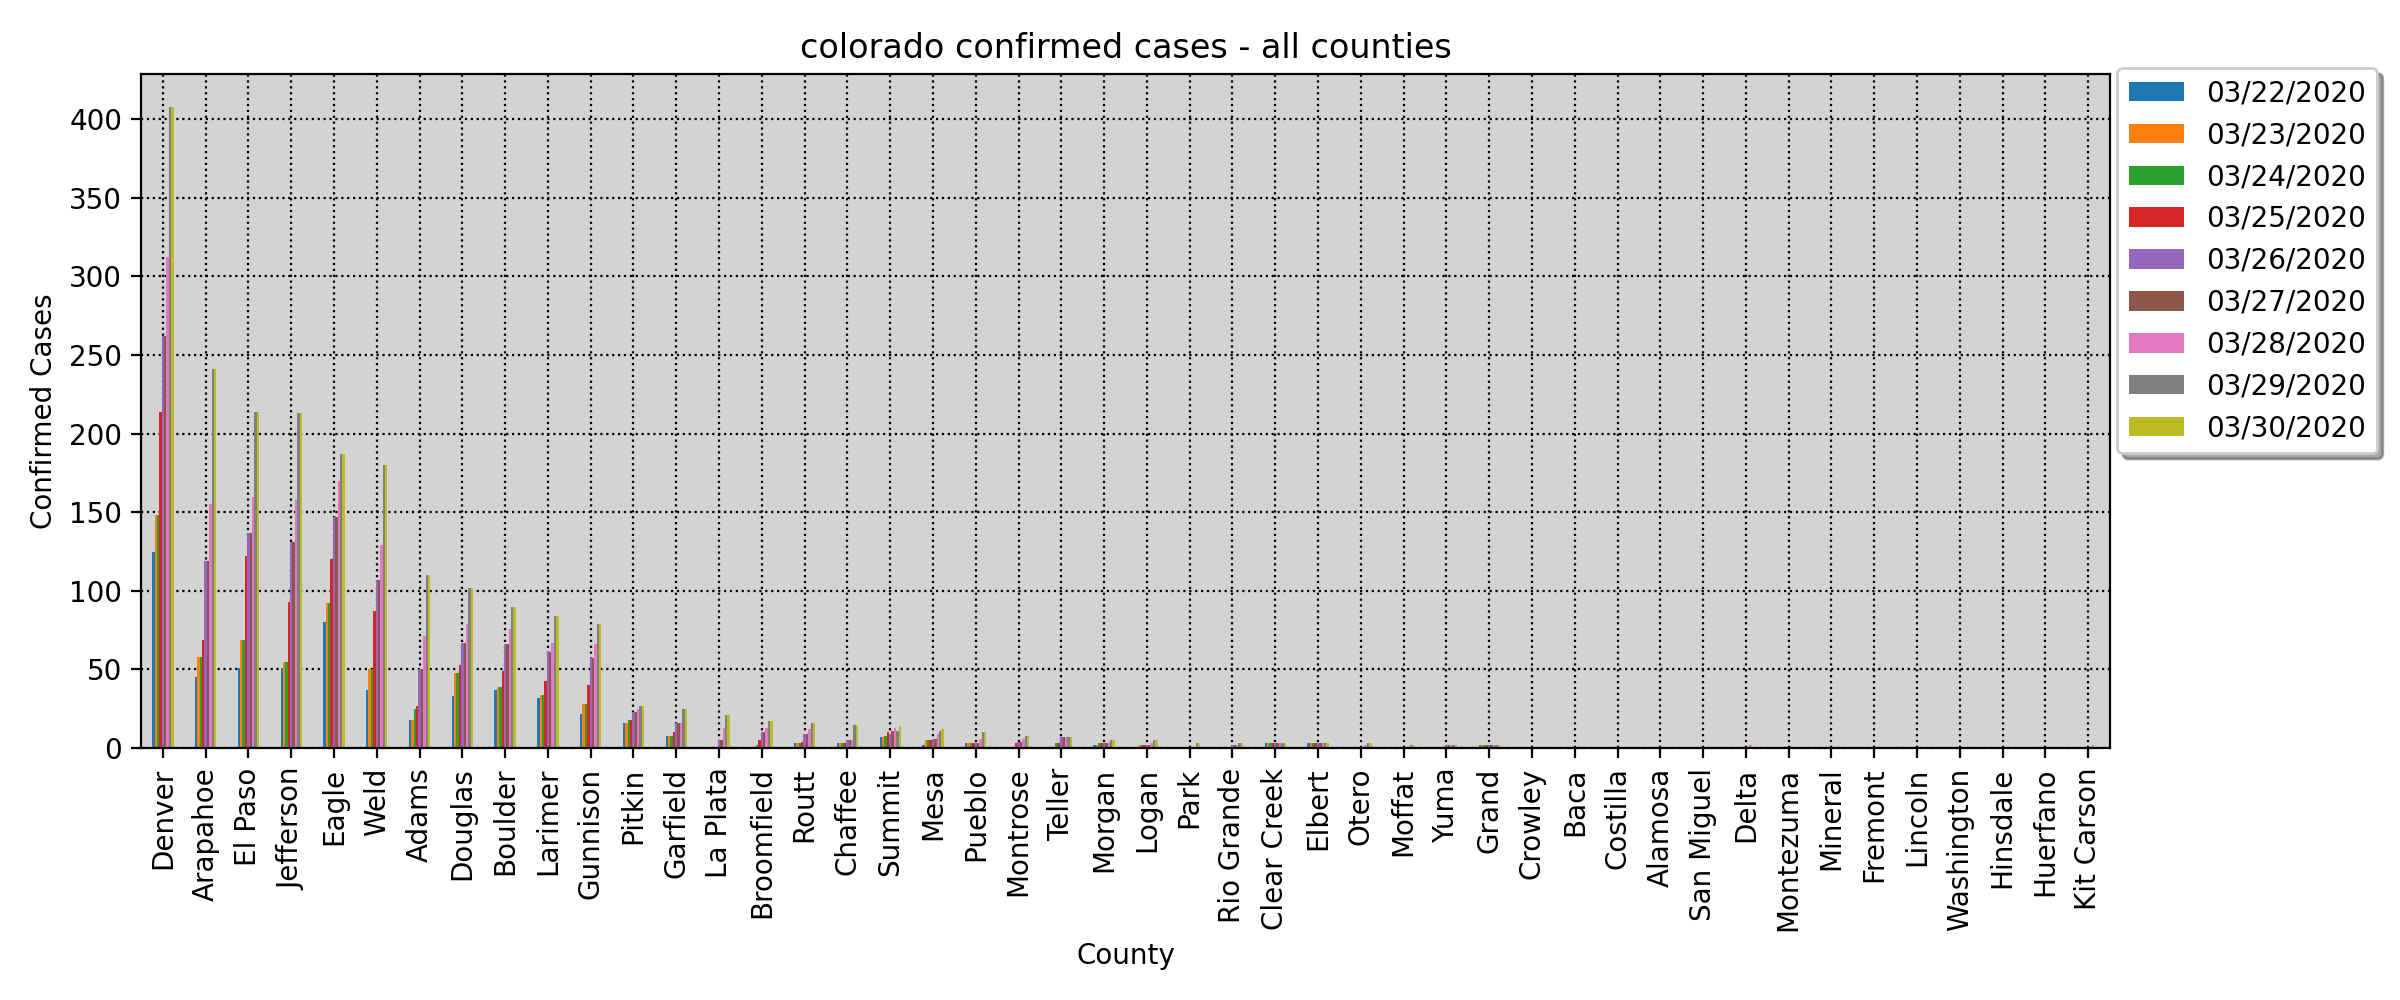 colorado confirmed cases - all counties
Confirmed Cases
400
350
300
250
200
150
100
50
0
Denver
Arapahoe
El Paso
Jefferson
Eagle
Weld
Adams
Douglas
Boulder
Larimer
Gunnison
Pitkin
Garfield
La Plata
Broomfield
Routt
Chaffee
Summit
Mesa
Pueblo
Montrose
Teller
Morgan
Logan
Park
Rio Grande
Clear Creek
Elbert
Otero
Moffat
Yuma
Grand
Crowley
Baca
Costilla
Alamosa
San Miguel
Delta
Montezuma
Mineral
Fremont
Lincoln
Washington
Hinsdale
Huerfano
Kit Carson
County
03/22/2020
03/23/2020
03/24/2020
03/25/2020
03/26/2020
03/27/2020
03/28/2020
03/29/2020
03/30/2020